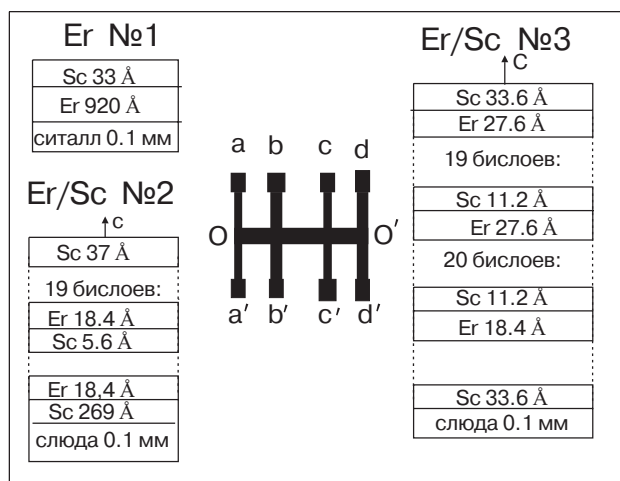 Er №1
Sc 33 Å
Er 920 Å
ситалл 0.1 мм
Er/Sc №2
c
Sc 37 Å
19 бислоев:
Er 18.4 Å
Sc 5.6 Å
Er 18,4 Å
Sc 269 Å
слюда 0.1 мм
a b c d
O O′
a′ b′ c′ d′
Er/Sc №3
C
Sc 33.6 Å
Er 27.6 Å
19 бислоев:
Sc 11.2 Å
Er 27.6 Å
20 бислоев:
Sc 11.2 Å
Er 18.4 Å
Sc 33.6 Å
слюда 0.1 мм